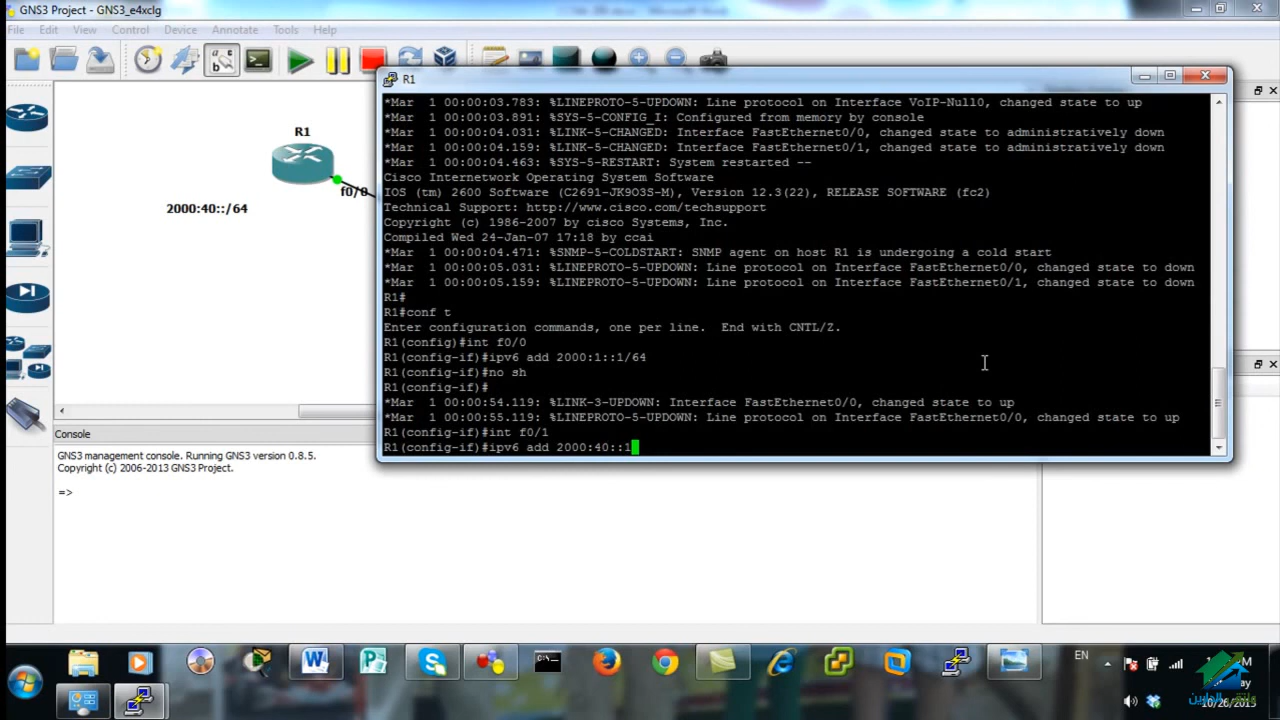 GNS3 Project - GNS3_e4xclg
File Edit View Control Device Annotate Tools Help
R1
f0/0
2000:40::/64
R1
*Mar 1 00:00:03.783: %LINEPROTO-5-UPDOWN: Line protocol on Interface VoIP-Null0, changed state to up
*Mar 1 00:00:03.891: %SYS-5-CONFIG_I: Configured from memory by console
*Mar 1 00:00:04.031: %LINK-5-CHANGED: Interface FastEthernet0/0, changed state to administratively down
*Mar 1 00:00:04.159: %LINK-5-CHANGED: Interface FastEthernet0/1, changed state to administratively down
*Mar 1 00:00:04.463: %SYS-5-RESTART: System restarted --
Cisco Internetwork Operating System Software
IOS (tm) 2600 Software (C2691-JK9O3S-M), Version 12.3(22), RELEASE SOFTWARE (fc2)
Technical Support: http://www.cisco.com/techsupport
Copyright (c) 1986-2007 by cisco Systems, Inc.
Compiled Wed 24-Jan-07 17:18 by ccai
*Mar 1 00:00:04.471: %SNMP-5-COLDSTART: SNMP agent on host R1 is undergoing a cold start
*Mar 1 00:00:05.031: %LINEPROTO-5-UPDOWN: Line protocol on Interface FastEthernet0/0, changed state to down
*Mar 1 00:00:05.159: %LINEPROTO-5-UPDOWN: Line protocol on Interface FastEthernet0/1, changed state to down
R1#
R1#conf t
Enter configuration commands, one per line. End with CNTL/Z.
R1(config)#int f0/0
R1(config-if)#ipv6 add 2000:1::1/64
R1(config-if)#no sh
R1(config-if)#
*Mar 1 00:00:54.119: %LINK-3-UPDOWN: Interface FastEthernet0/0, changed state to up
*Mar 1 00:00:55.119: %LINEPROTO-5-UPDOWN: Line protocol on Interface FastEthernet0/0, changed state to up
R1(config-if)#int f0/1
R1(config-if)#ipv6 add 2000:40::1
Console
GNS3 management console. Running GNS3 version 0.8.5.
Copyright (c) 2006-2013 GNS3 Project.
=>
EN
10/26/2013